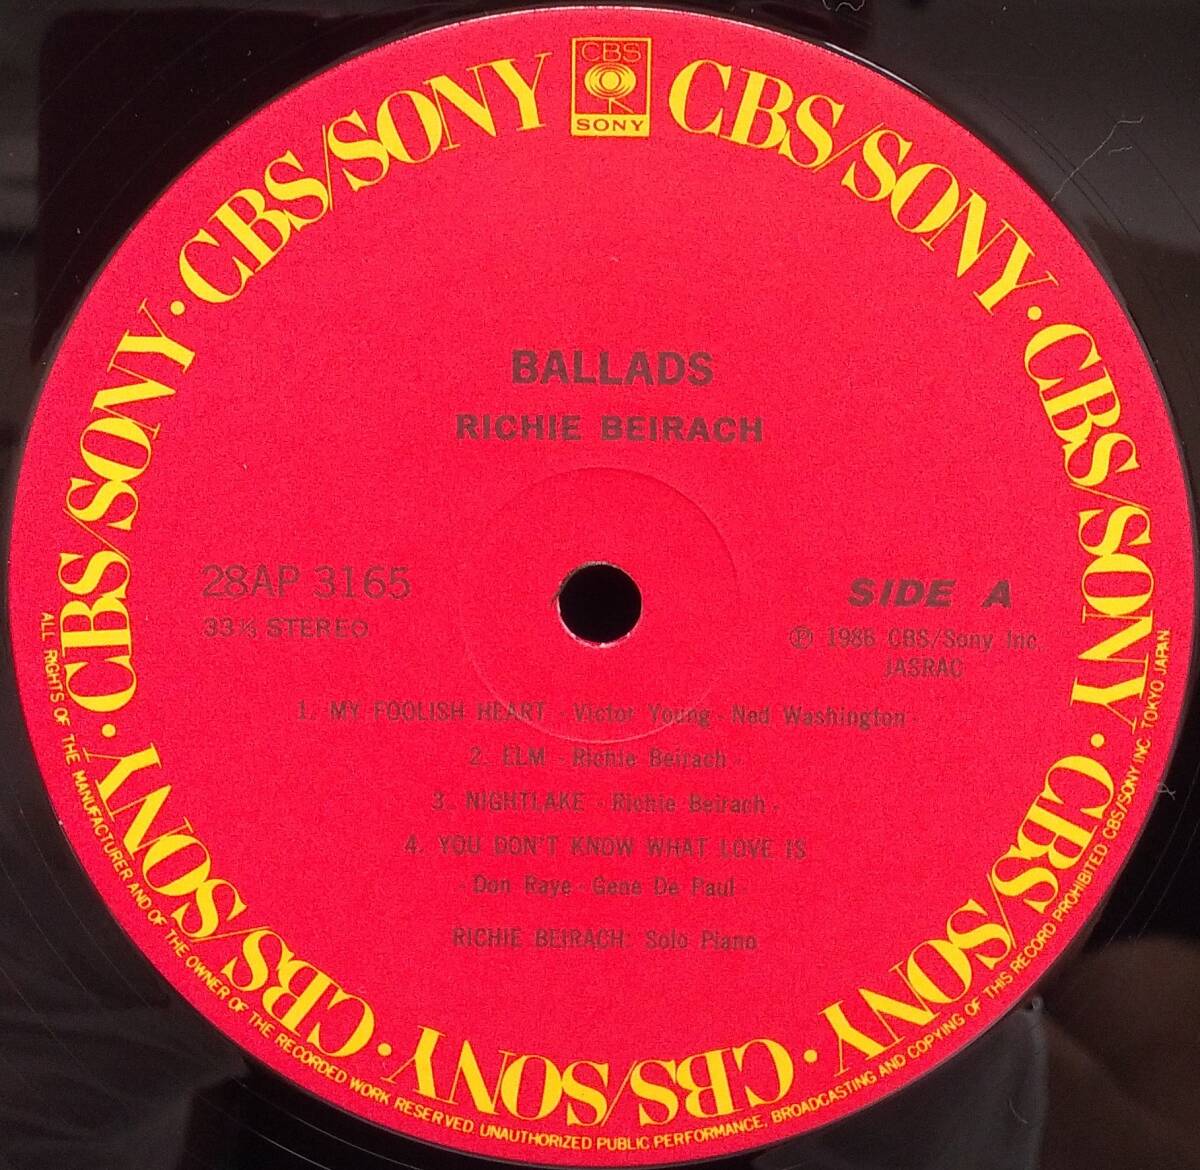 CBS
SONY
CBS/SONY · CBS/SONY · CBS/SONY · CBS/SONY · CBS/SONY · CBS/SONY · CBS/SONY
BALLADS
RICHIE BEIRACH
28AP 3165
33⅓ STEREO
SIDE A
Ⓟ 1986 CBS/Sony Inc.
JASRAC
1. MY FOOLISH HEART - Victor Young - Ned Washington -
2. ELM - Richie Beirach -
3. NIGHTLAKE - Richie Beirach -
4. YOU DON'T KNOW WHAT LOVE IS
- Don Raye - Gene De Paul -
RICHIE BEIRACH: Solo Piano
ALL RIGHTS OF THE MANUFACTURER AND OF THE OWNER OF THE RECORDED WORK RESERVED. UNAUTHORIZED PUBLIC PERFORMANCE, BROADCASTING AND COPYING OF THIS RECORD PROHIBITED CBS/SONY INC. TOKYO JAPAN